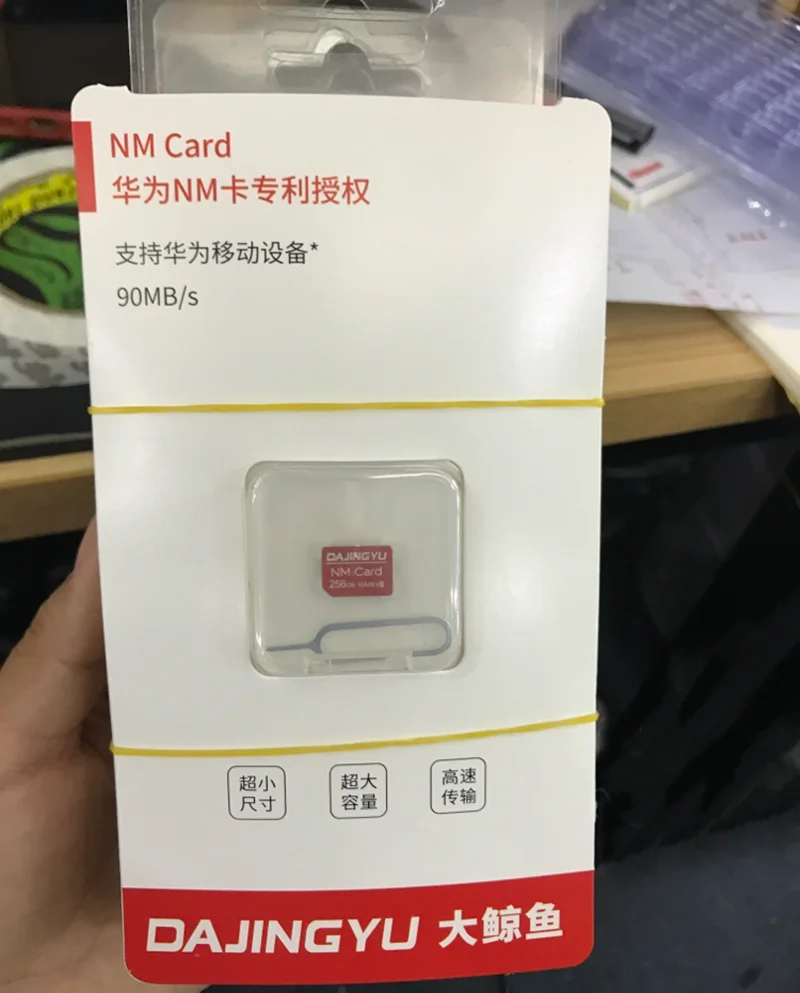 NM Card
华为NM卡专利授权
支持华为移动设备*
90MB/s
DAJINGYU
NM Card
256GB
超小
尺寸
超大
容量
高速
传输
DAJINGYU 大鲸鱼